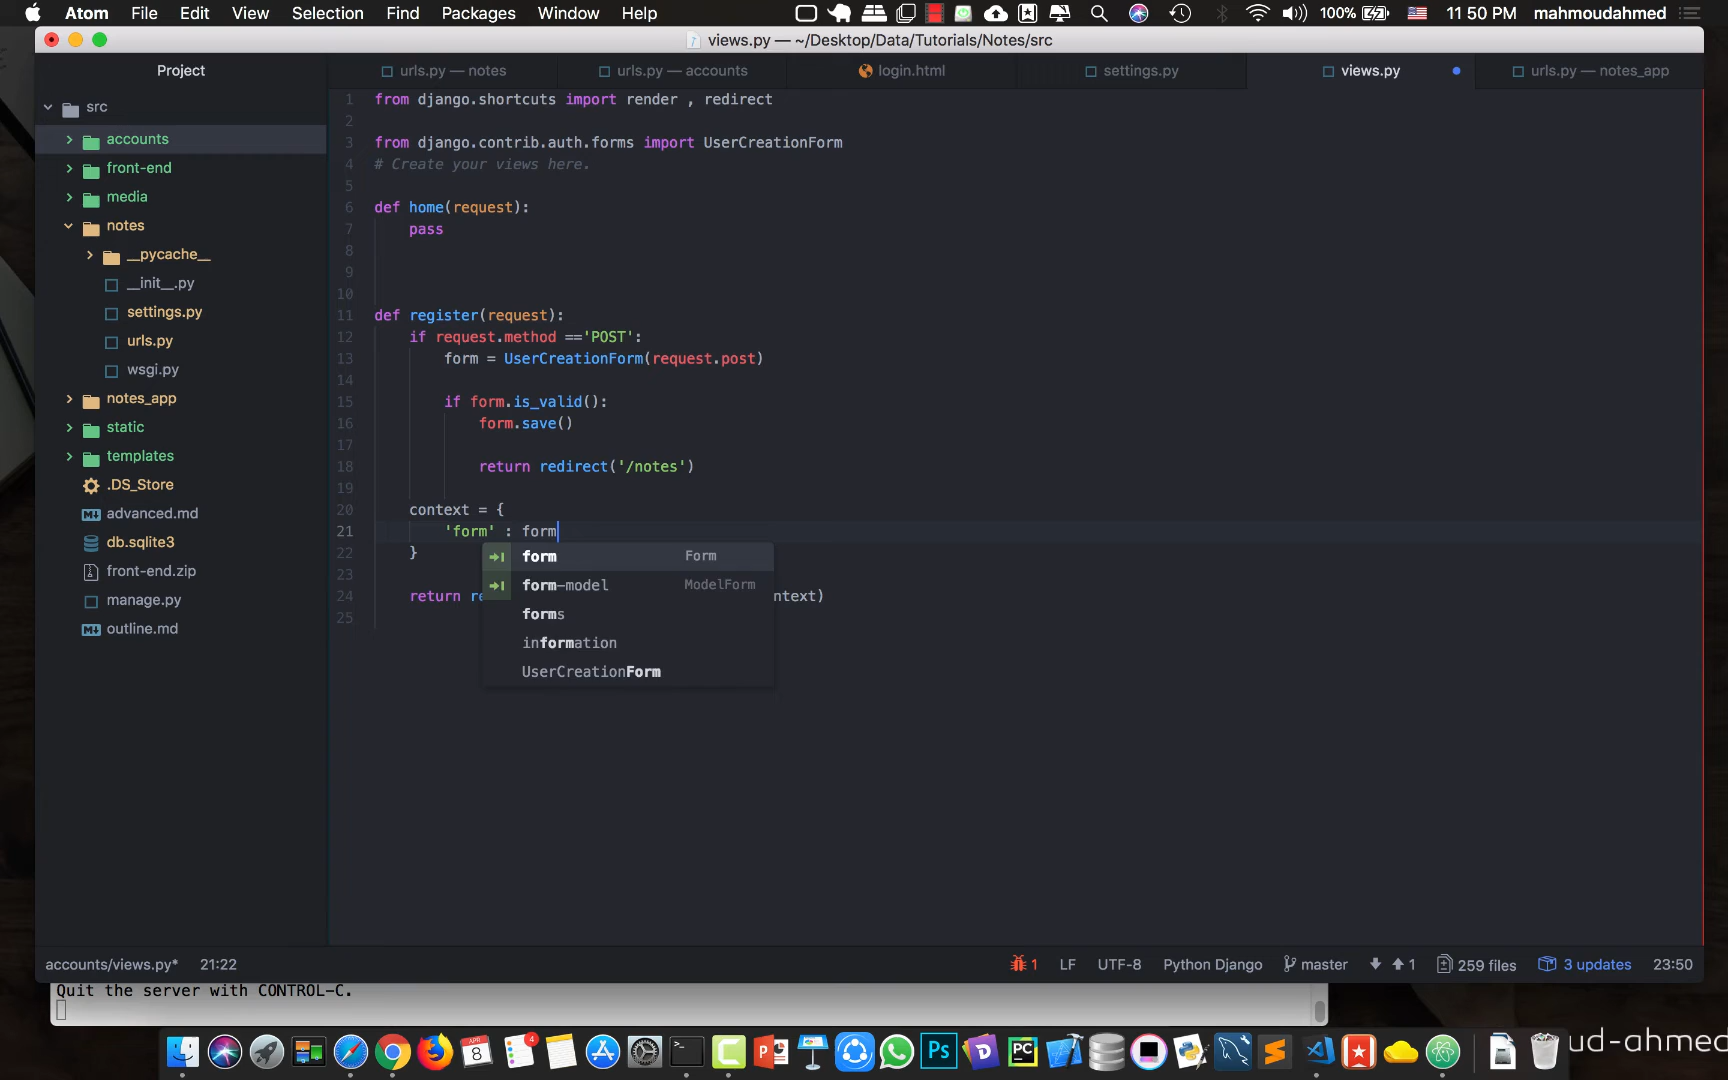 Atom File Edit View Selection Find Packages Window Help 100% 11 50 PM mahmoudahmed
views.py — ~/Desktop/Data/Tutorials/Notes/src
Project
urls.py — notes
urls.py — accounts
login.html
settings.py
views.py
urls.py — notes_app
src
accounts
front-end
media
notes
__pycache__
__init__.py
settings.py
urls.py
wsgi.py
notes_app
static
templates
.DS_Store
advanced.md
db.sqlite3
front-end.zip
manage.py
outline.md
1 from django.shortcuts import render , redirect
2
3 from django.contrib.auth.forms import UserCreationForm
4 # Create your views here.
5
6 def home(request):
7 pass
8
9
10
11 def register(request):
12 if request.method =='POST':
13 form = UserCreationForm(request.post)
14
15 if form.is_valid():
16 form.save()
17
18 return redirect('/notes')
19
20 context = {
21 'form' : form
22 }
23
24 return re ntext)
25
form Form
form-model ModelForm
forms
information
UserCreationForm
accounts/views.py* 21:22 1 LF UTF-8 Python Django master 1 259 files 3 updates 23:50
Quit the server with CONTROL-C.
APR
8
4
Ps
D
PC
ud-ahmed